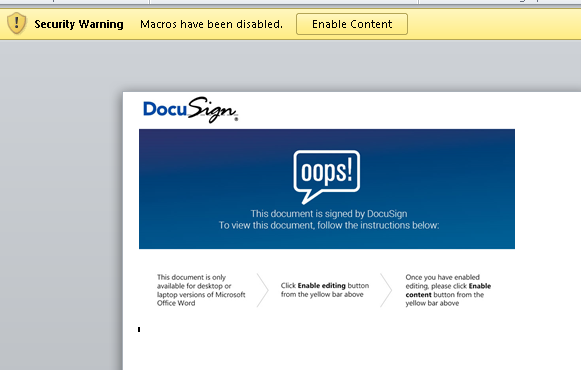 Security Warning Macros have been disabled. Enable Content
DocuSign®
oops!
This document is signed by DocuSign
To view this document, follow the instructions below:
This document is only
available for desktop or
laptop versions of Microsoft
Office Word
Click Enable editing button
from the yellow bar above
Once you have enabled
editing, please click Enable
content button from the
yellow bar above